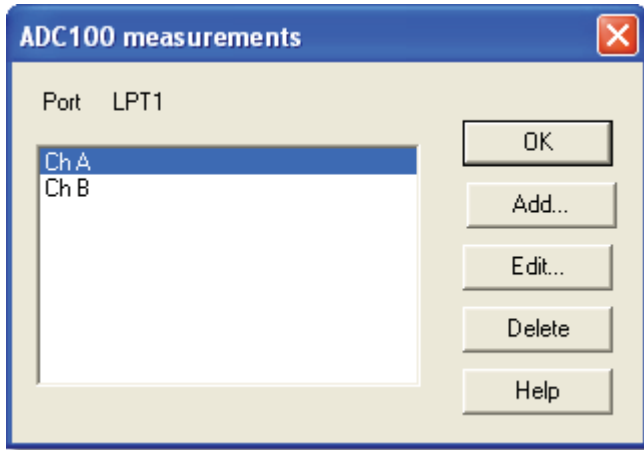 ADC100 measurements
Port LPT1
Ch A
Ch B
OK
Add...
Edit...
Delete
Help